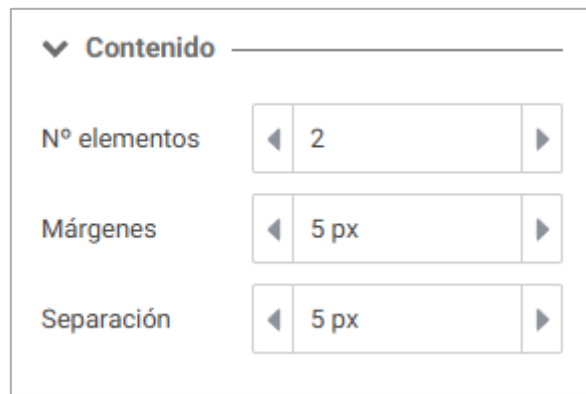 Contenido
Nº elementos 2
Márgenes 5 px
Separación 5 px